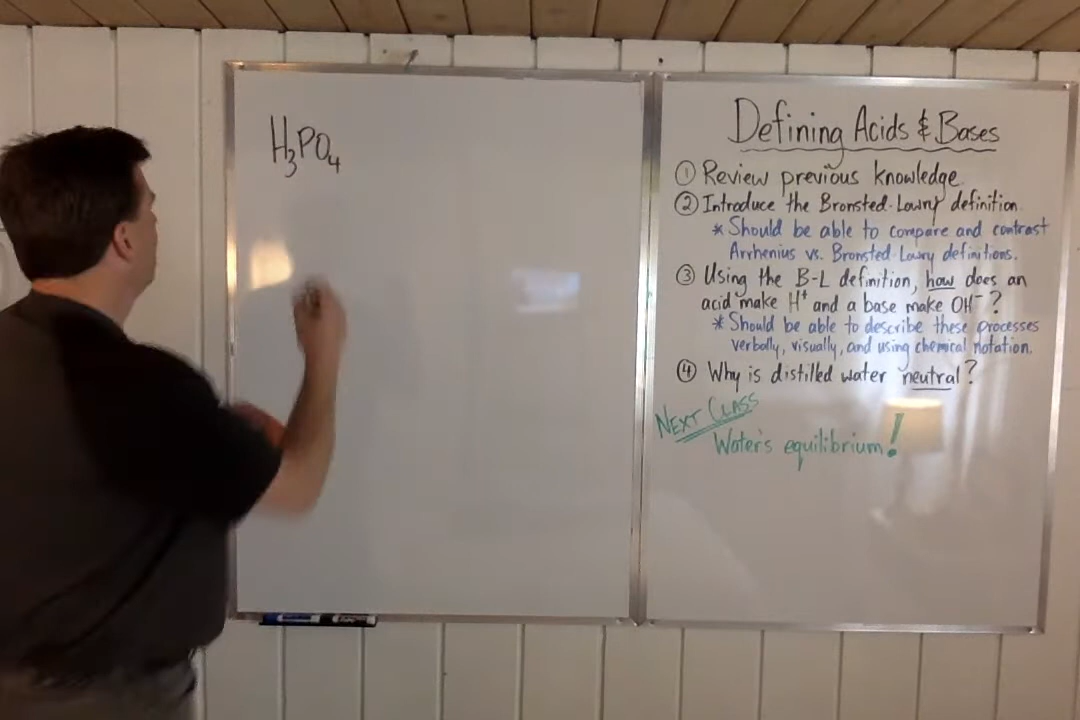 H₃PO₄
Defining Acids & Bases
① Review previous knowledge
② Introduce the Bronsted-Lowry definition
* Should be able to compare and contrast
Arrhenius vs. Bronsted-Lowry definitions.
③ Using the B-L definition, how does an
acid make H⁺ and a base make OH⁻?
* Should be able to describe these processes
verbally, visually, and using chemical notation.
④ Why is distilled water neutral?
NEXT CLASS
Water's equilibrium!